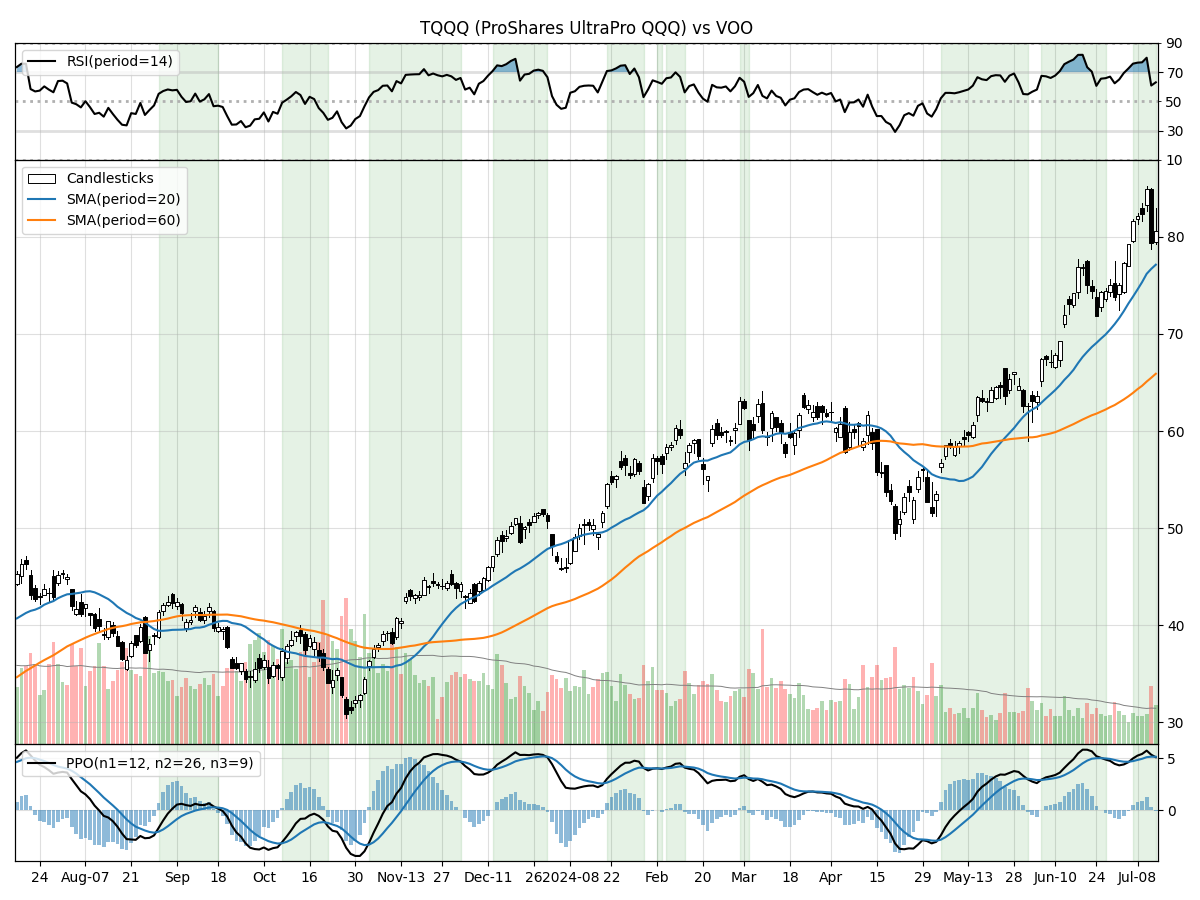 TQQQ (ProShares UltraPro QQQ) vs VOO
RSI(period=14)
90
70
50
30
10
Candlesticks
SMA(period=20)
SMA(period=60)
80
70
60
50
40
30
PPO(n1=12, n2=26, n3=9)
5
0
24 Aug-07 21 Sep 18 Oct 16 30 Nov-13 27 Dec-11 26 2024-08 22 Feb 20 Mar 18 Apr 15 29 May-13 28 Jun-10 24 Jul-08